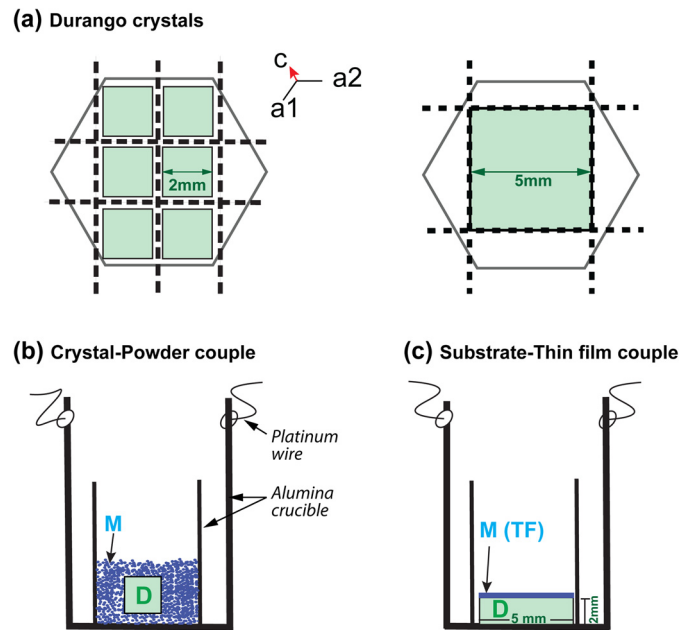 (a) Durango crystals
c
a2
a1
2mm
5mm
(b) Crystal-Powder couple
(c) Substrate-Thin film couple
Platinum
wire
Alumina
crucible
M
D
M (TF)
D
5 mm
2mm